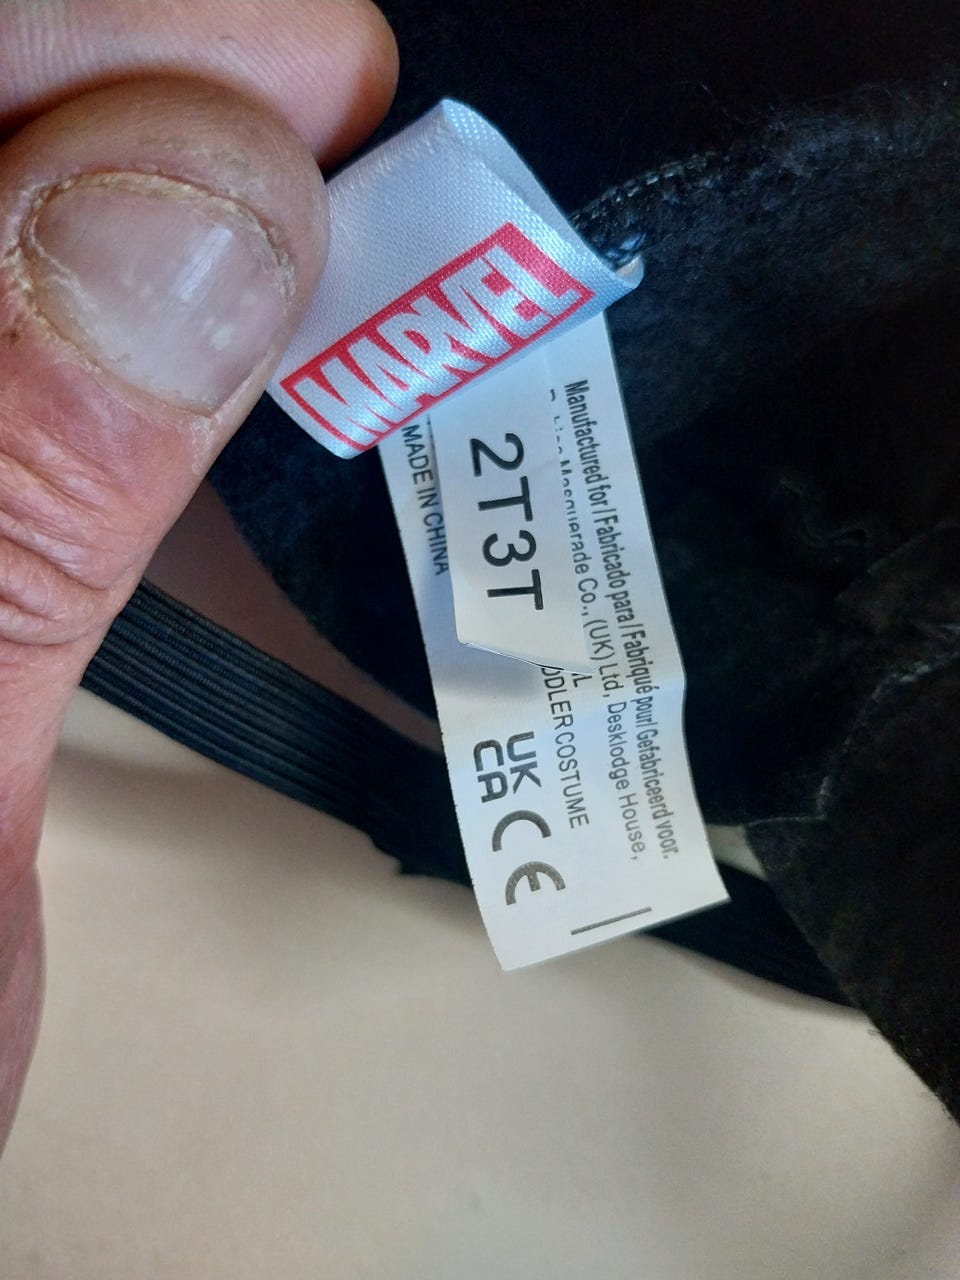 MARVEL
2T3T
Manufactured for / Fabricado para / Fabriqué pour/ Gefabriceerd voor:
Masquerade Co., (UK) Ltd, Desklodge House,
COSTUME
MADE IN CHINA
UK
CA
CE